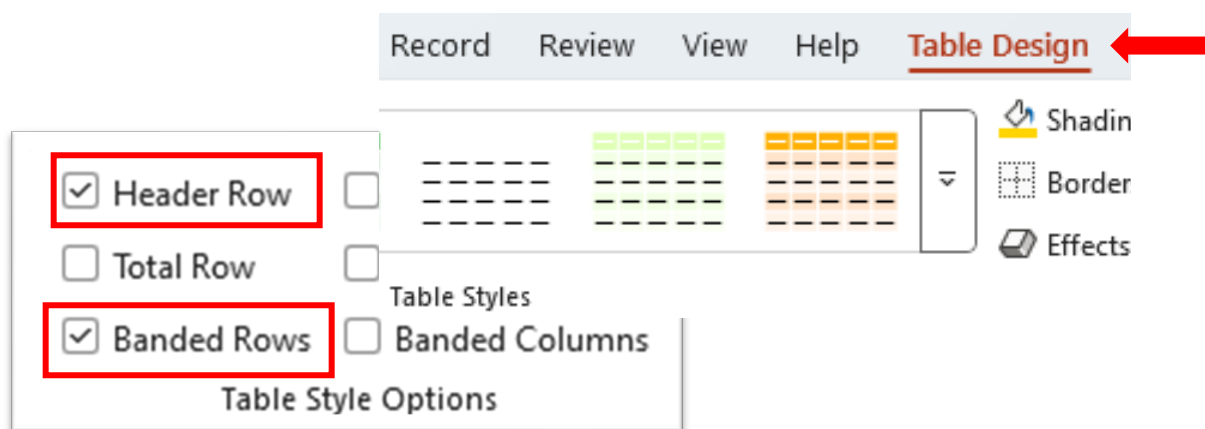 Record Review View Help Table Design
Shadin
Header Row
Border
Total Row
Effects
Table Styles
Banded Rows Banded Columns
Table Style Options